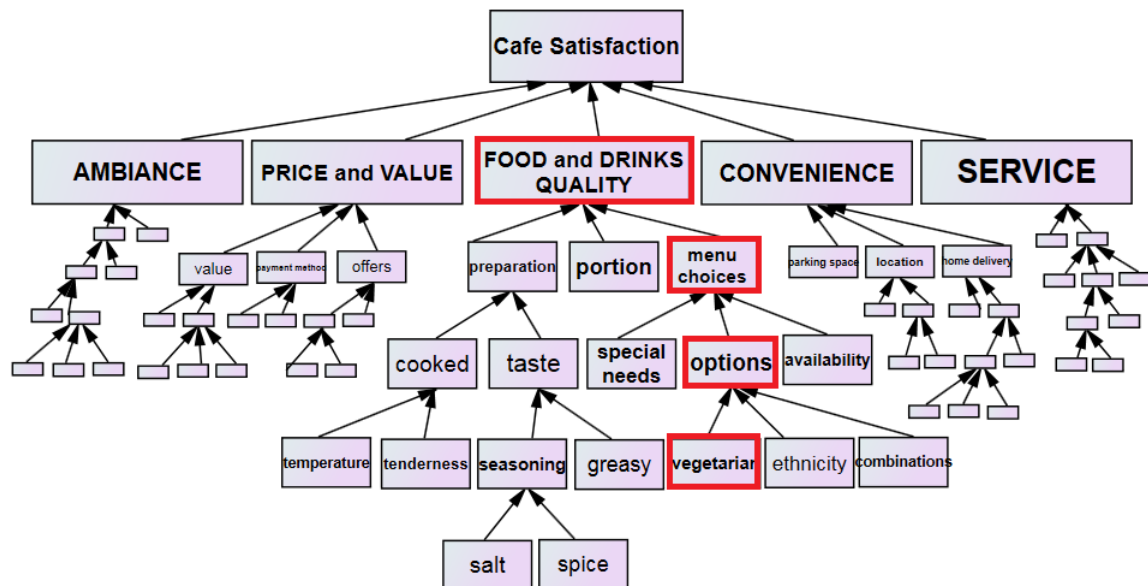 Cafe Satisfaction
AMBIANCE
PRICE and VALUE
FOOD and DRINKS
QUALITY
CONVENIENCE
SERVICE
value
payment method
offers
preparation
portion
menu
choices
parking space
location
home delivery
cooked
taste
special
needs
options
availability
temperature
tenderness
seasoning
greasy
vegetarian
ethnicity
combinations
salt
spice